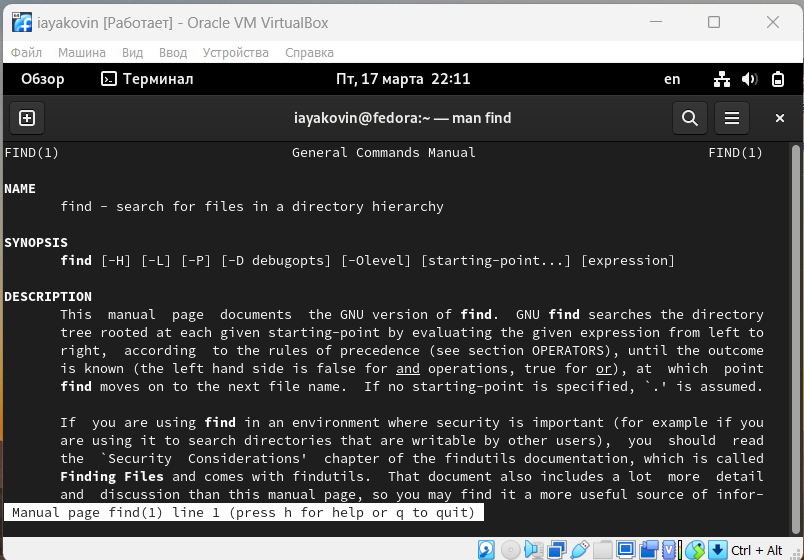 iayakovin [Работает] - Oracle VM VirtualBox
Файл Машина Вид Ввод Устройства Справка
Обзор Терминал Пт, 17 марта 22:11 en
iayakovin@fedora:~ — man find
FIND(1) General Commands Manual FIND(1)
NAME
find - search for files in a directory hierarchy
SYNOPSIS
find [-H] [-L] [-P] [-D debugopts] [-Olevel] [starting-point...] [expression]
DESCRIPTION
This manual page documents the GNU version of find. GNU find searches the directory
tree rooted at each given starting-point by evaluating the given expression from left to
right, according to the rules of precedence (see section OPERATORS), until the outcome
is known (the left hand side is false for and operations, true for or), at which point
find moves on to the next file name. If no starting-point is specified, `.' is assumed.
If you are using find in an environment where security is important (for example if you
are using it to search directories that are writable by other users), you should read
the `Security Considerations' chapter of the findutils documentation, which is called
Finding Files and comes with findutils. That document also includes a lot more detail
and discussion than this manual page, so you may find it a more useful source of infor-
Manual page find(1) line 1 (press h for help or q to quit)
Ctrl + Alt